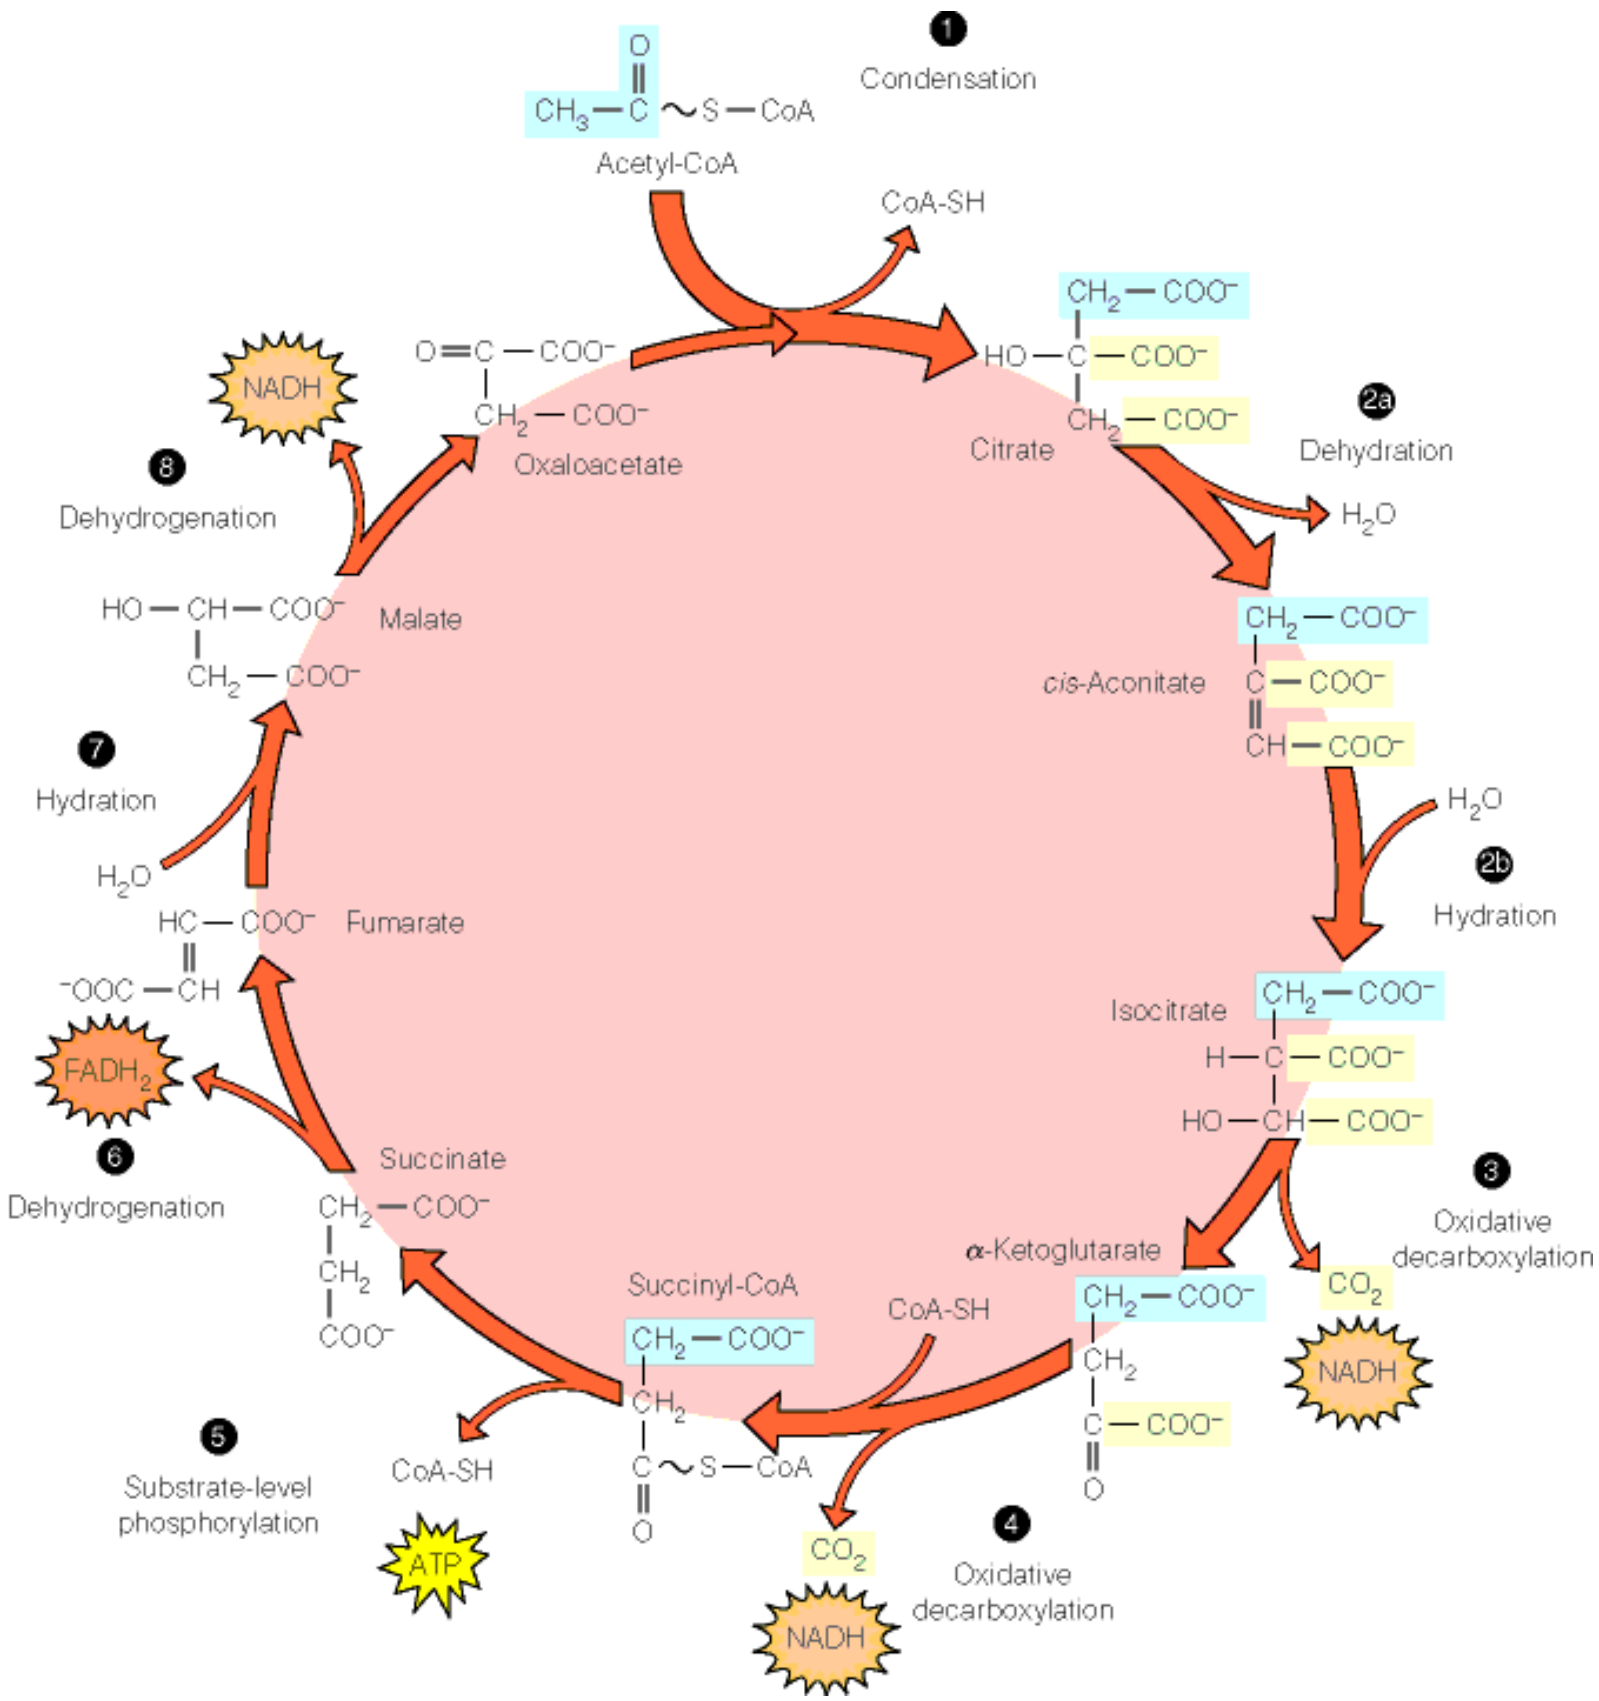 1
Condensation
O
CH₃—C~S—CoA
Acetyl-CoA
CoA-SH
CH₂—COO⁻
HO—C—COO⁻
CH₂—COO⁻
Citrate
2a
Dehydration
H₂O
CH₂—COO⁻
C—COO⁻
CH—COO⁻
cis-Aconitate
H₂O
2b
Hydration
Isocitrate
CH₂—COO⁻
H—C—COO⁻
HO—CH—COO⁻
3
Oxidative
decarboxylation
CO₂
NADH
α-Ketoglutarate
CH₂—COO⁻
CH₂
C—COO⁻
O
CoA-SH
4
Oxidative
decarboxylation
CO₂
NADH
Succinyl-CoA
CH₂—COO⁻
CH₂
C~S—CoA
O
5
Substrate-level
phosphorylation
CoA-SH
ATP
Succinate
CH₂—COO⁻
CH₂
COO⁻
6
Dehydrogenation
FADH₂
HC—COO⁻
⁻OOC—CH
Fumarate
7
Hydration
H₂O
HO—CH—COO⁻
CH₂—COO⁻
Malate
8
Dehydrogenation
NADH
O=C—COO⁻
CH₂—COO⁻
Oxaloacetate